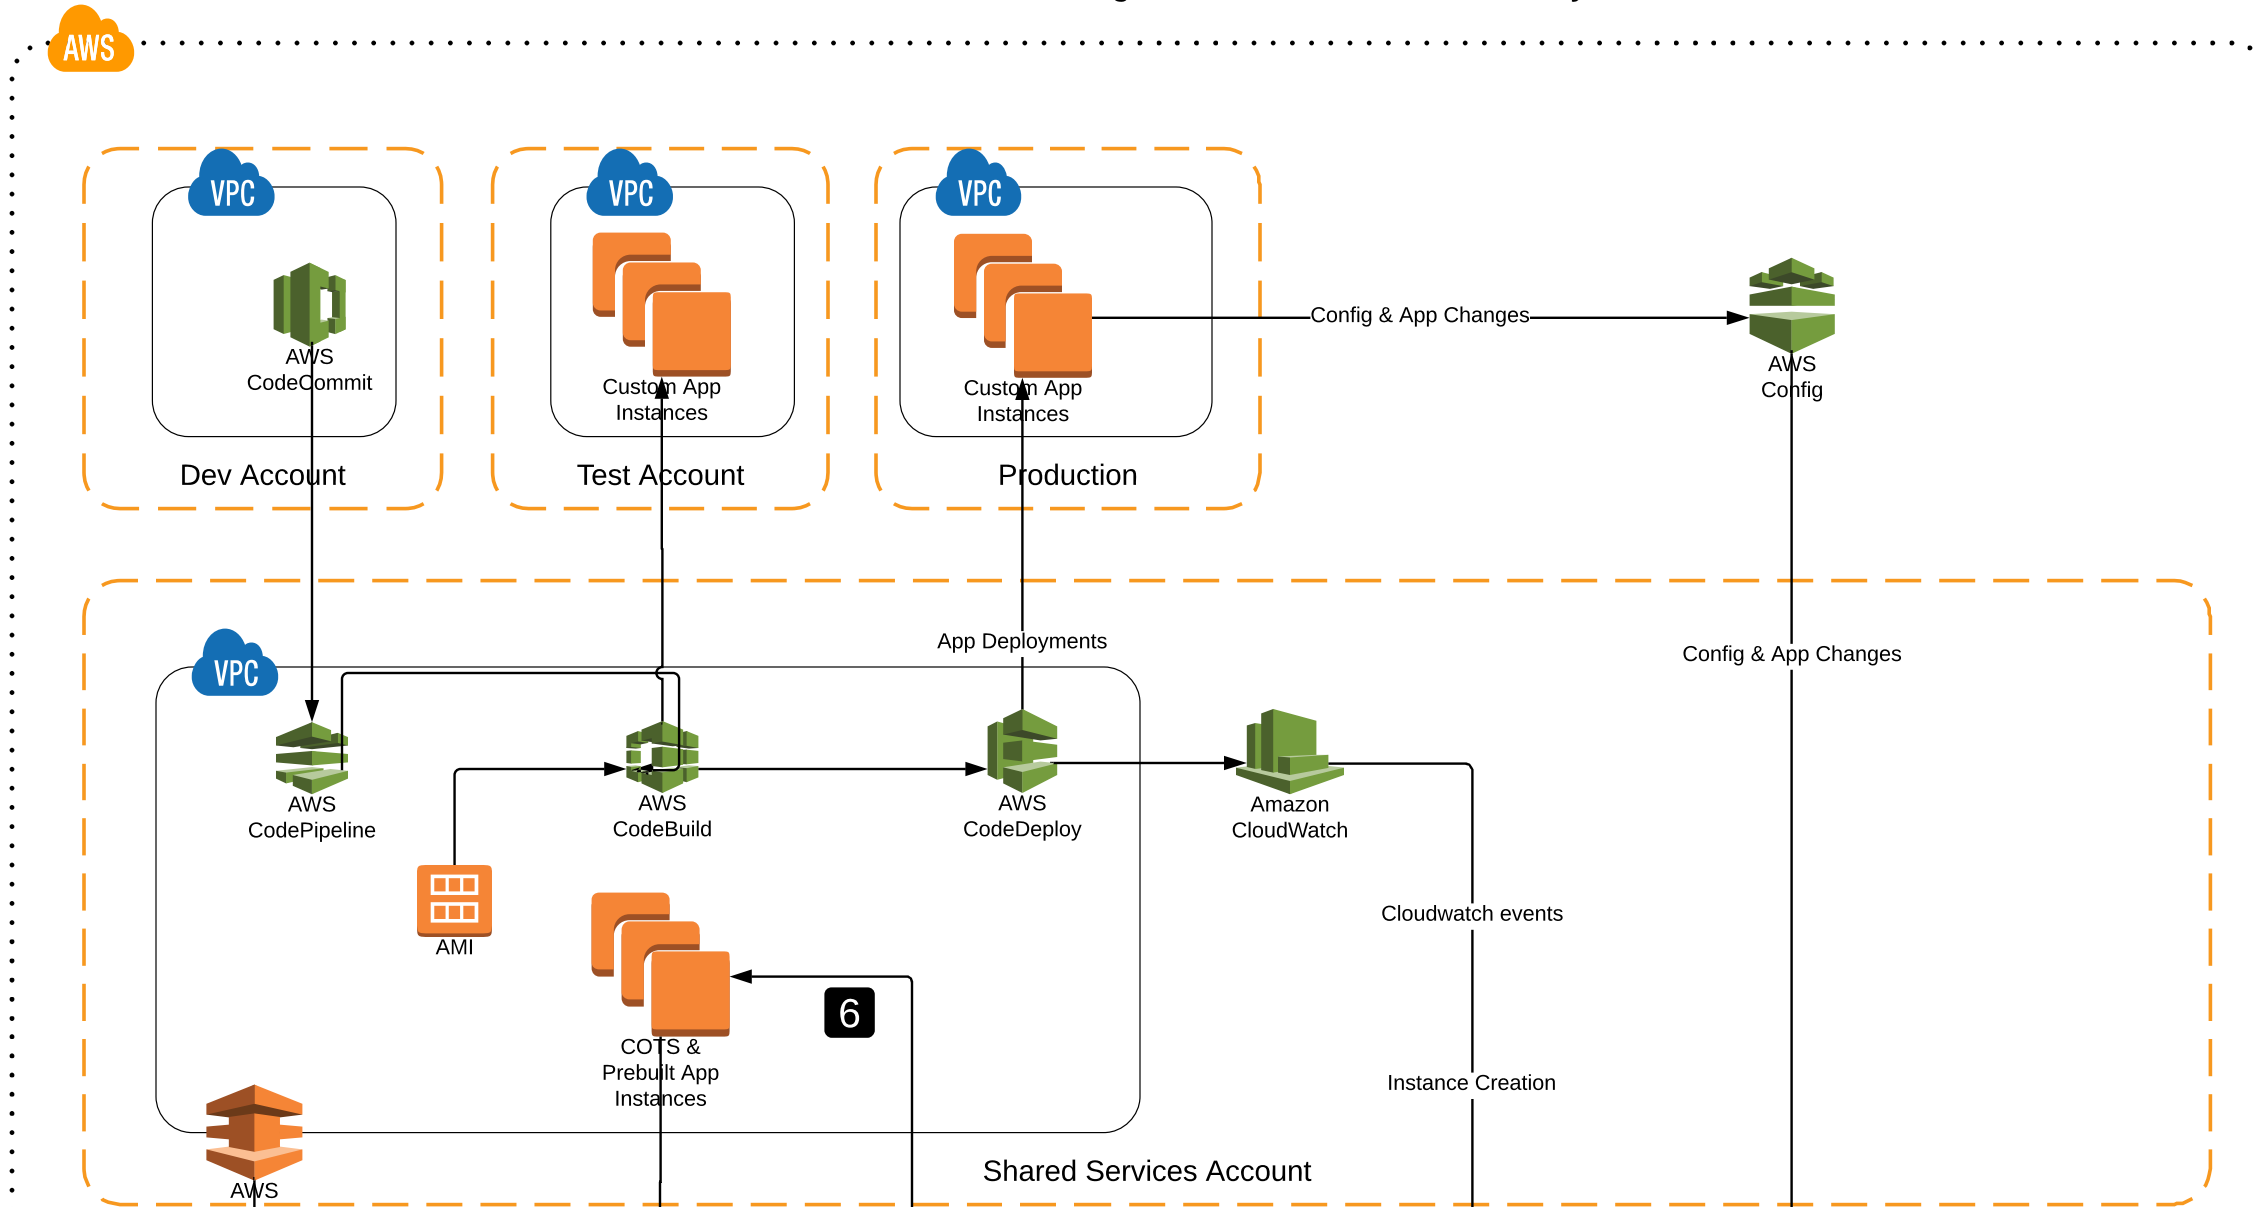 AWS
VPC
VPC
VPC
AWS
CodeCommit
Custom App
Instances
Custom App
Instances
Config & App Changes
AWS
Config
Dev Account
Test Account
Production
App Deployments
Config & App Changes
VPC
AWS
CodePipeline
AWS
CodeBuild
AWS
CodeDeploy
Amazon
CloudWatch
AMI
Cloudwatch events
6
COTS &
Prebuilt App
Instances
Instance Creation
Shared Services Account
AWS